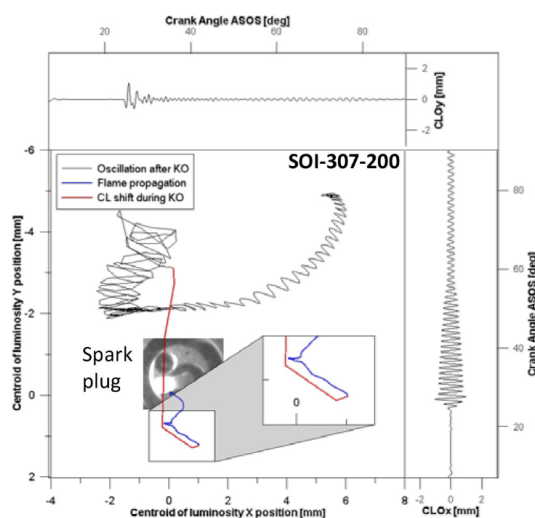 Crank Angle ASOS [deg]
20 40 60 80
2
0
-2
CLOy [mm]
SOI-307-200
Oscillation after KO
Flame propagation
CL shift during KO
-6
-4
-2
0
2
Centroid of luminosity Y position [mm]
Spark
plug
0
80
60
40
20
Crank Angle ASOS [deg]
-4 -2 0 2 4 6 8
Centroid of luminosity X position [mm]
-2 0 2
CLOx [mm]